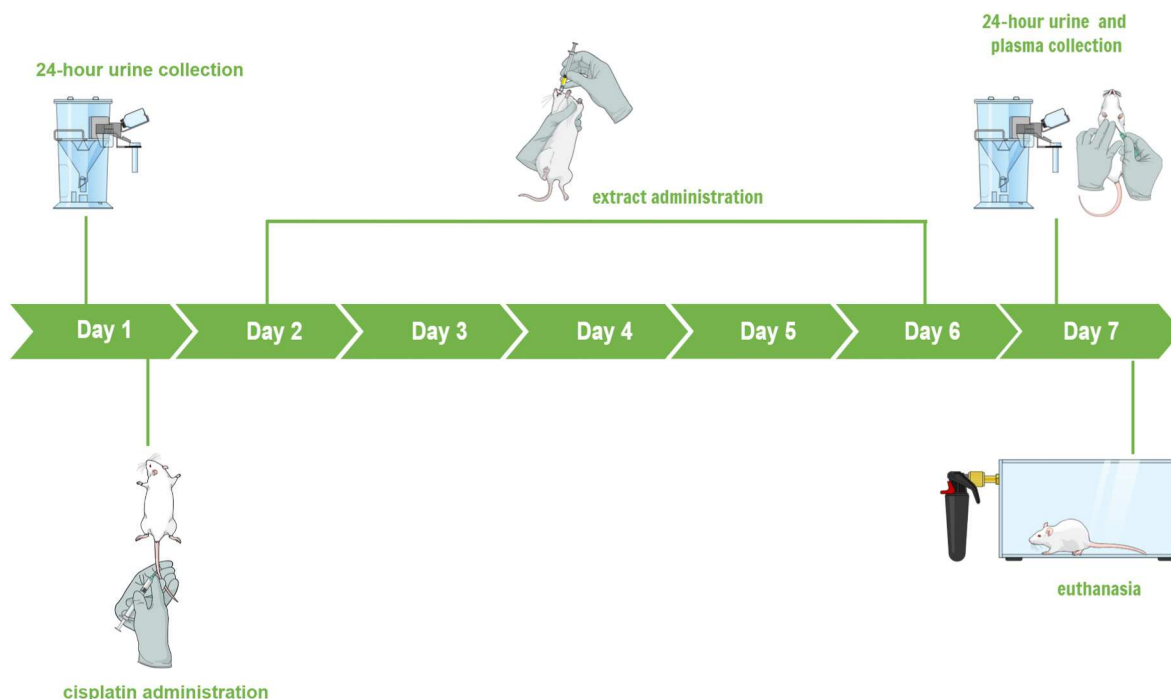 24-hour urine and
plasma collection
24-hour urine collection
extract administration
Day 1
Day 2
Day 3
Day 4
Day 5
Day 6
Day 7
euthanasia
cisplatin administration